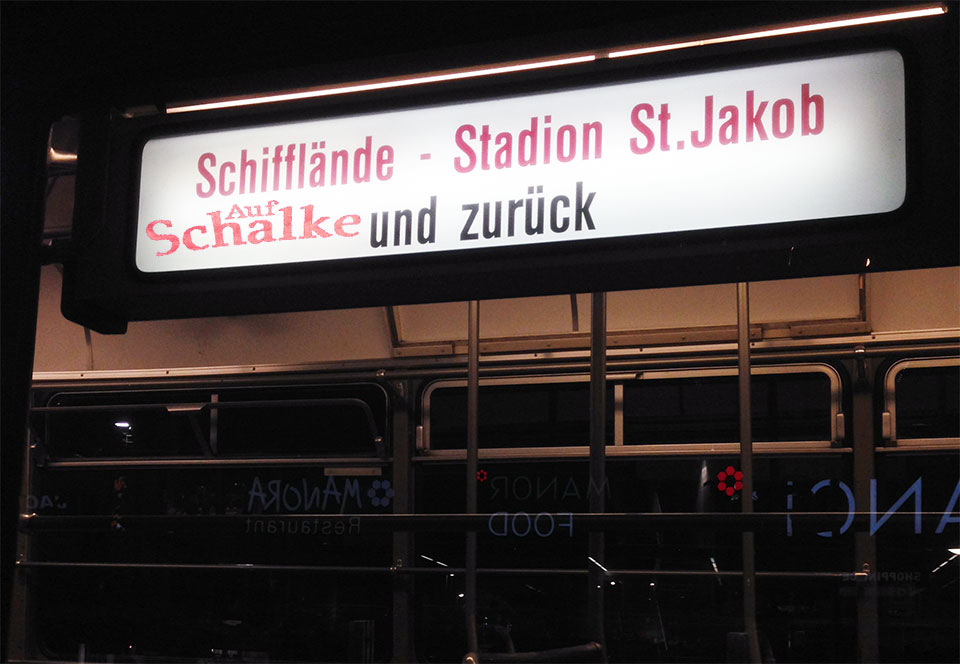 Schifflände - Stadion St.Jakob
Auf
Schalke und zurück
MANORA
Restaurant
MANOR
FOOD